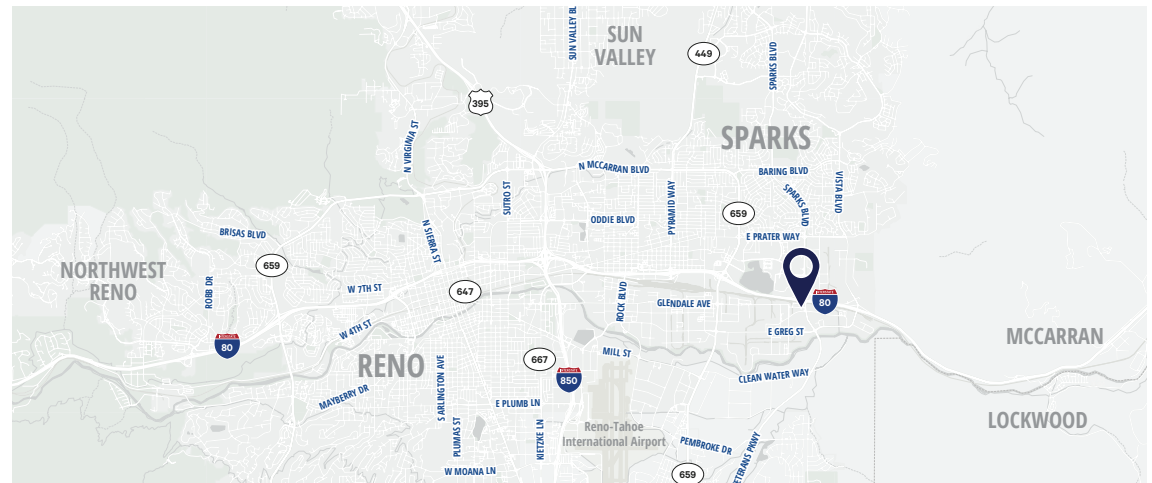 SUN VALLEY BL
SUN
VALLEY
449
SPARKS BLVD
395
N VIRGINIA ST
SPARKS
N MCCARRAN BLVD
BARING BLVD
SUTRO ST
PYRAMID WAY
SPARKS BLVD
VISTA BLVD
659
ODDIE BLVD
N SIERRA ST
BRISAS BLVD
E PRATER WAY
659
NORTHWEST
RENO
ROBB DR
W 7TH ST
647
ROCK BLVD
GLENDALE AVE
80
W 4TH ST
E GREG ST
MCCARRAN
80
RENO
667
MILL ST
850
CLEAN WATER WAY
MAYBERRY DR
S ARLINGTON AVE
E PLUMB LN
PLUMAS ST
KIETZKE LN
Reno-Tahoe
International Airport
LOCKWOOD
PEMBROKE DR
ETERANS PKWY
W MOANA LN
659